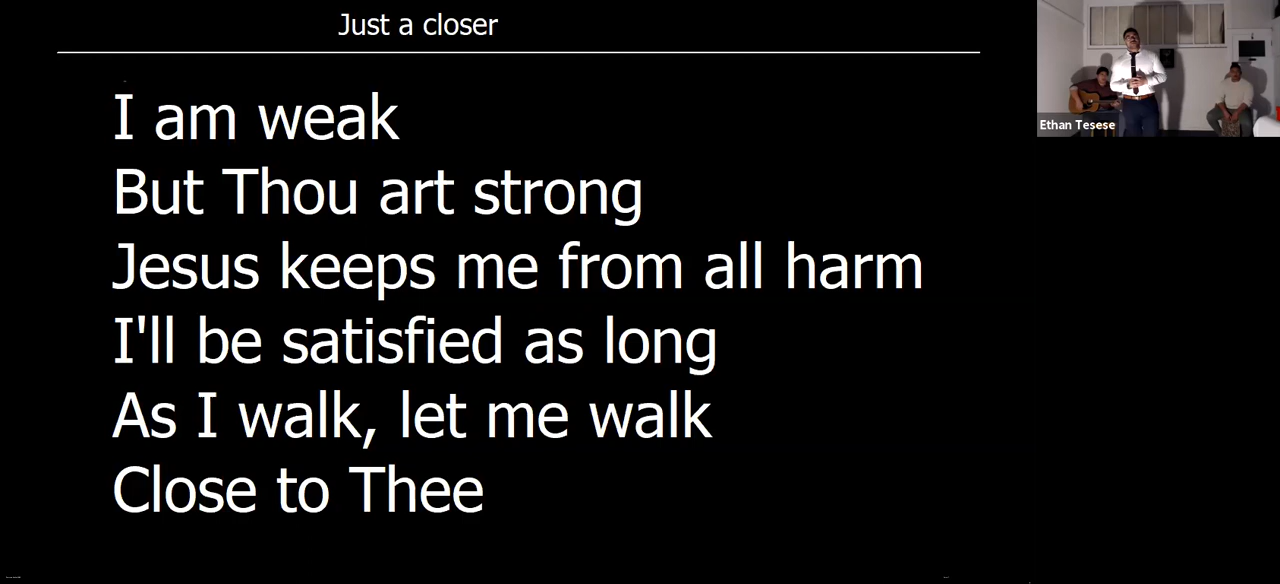 Just a closer
I am weak
But Thou art strong
Jesus keeps me from all harm
I'll be satisfied as long
As I walk, let me walk
Close to Thee
Ethan Tesese